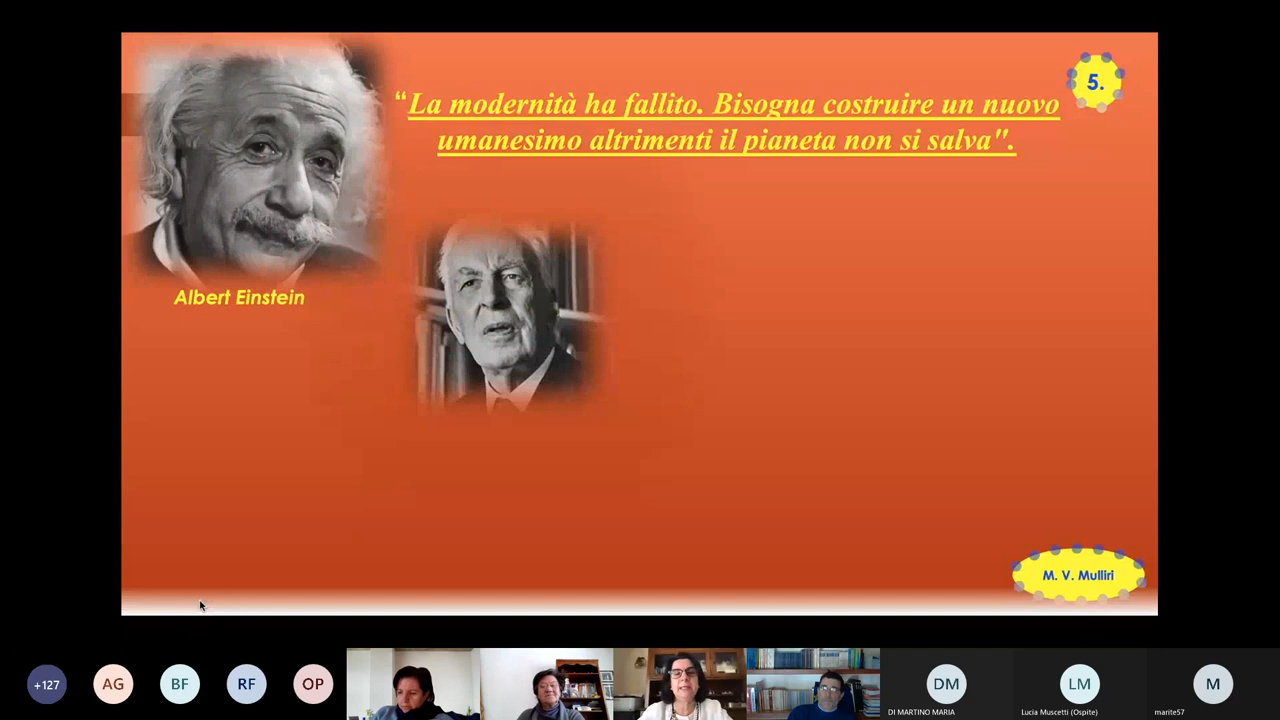 “La modernità ha fallito. Bisogna costruire un nuovo
umanesimo altrimenti il pianeta non si salva".
5.
Albert Einstein
M. V. Mulliri
+127
AG
BF
RF
OP
DM
DI MARTINO MARIA
LM
Lucia Muscetti (Ospite)
M
marite57